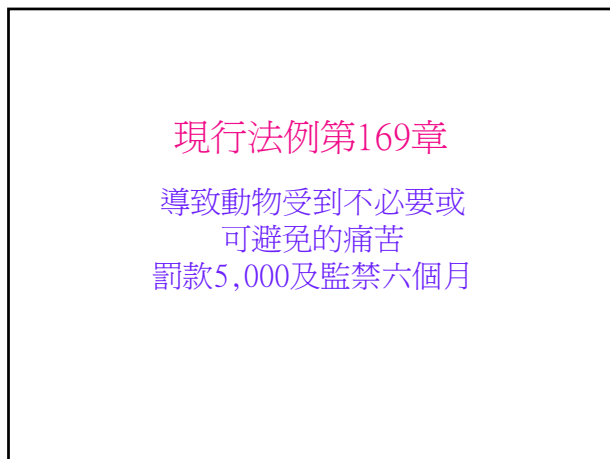 現行法例第169章
導致動物受到不必要或
可避免的痛苦
罰款5,000及監禁六個月